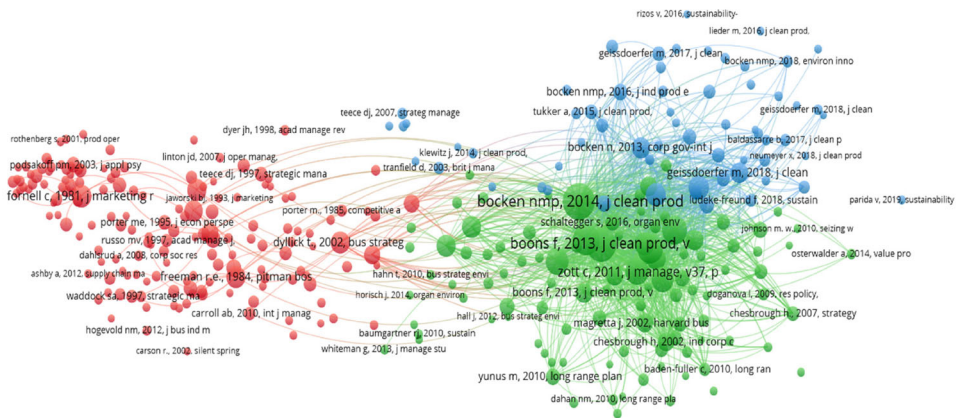 rizos v, 2016, sustainability-
lieder m, 2016, j clean prod.
geissdoerfer m, 2017, j clean
bocken nmp, 2018, environ inno
bocken nmp, 2016, j ind prod e
tukker a, 2015, j clean prod,
geissdoerfer m, 2018, j clean
teece dj, 2007, strateg manage
dyer jh, 1998, acad manage rev
rothenberg s, 2001, prod oper
baldassarre b, 2017, j clean p
bocken n, 2013, corp gov-int j
klewitz j, 2014, j clean prod,
neumeyer x, 2018, j clean prod
linton jd, 2007, j oper manag,
podsakoff pm, 2003, j appl psy
tranfield d, 2003, brit j mana
teece dj, 1997, strategic mana
geissdoerfer m, 2018, j clean
fornell c, 1981, j marketing r
jaworski bj, 1993, j marketing
bocken nmp, 2014, j clean prod
ludeke-freund f, 2018, sustain
parida v, 2019, sustainability
porter m., 1985, competitive a
schaltegger s, 2016, organ env
johnson m. w., 2010, seizing w
porter me, 1995, j econ perspe
russo mv, 1997, acad manage j,
dyllick t, 2002, bus strateg
boons f, 2013, j clean prod, v
osterwalder a, 2014, value pro
dahlsrud a, 2008, corp soc res
ashby a, 2012, supply chain ma
freeman r.e., 1984, pitman bos
hahn t, 2010, bus strateg envi
zott c, 2011, j manage, v37, p
waddock sa, 1997, strategic ma
horisch j, 2014, organ environ
boons f, 2013, j clean prod, v
doganova l, 2009, res policy,
carroll ab, 2010, int j manag
hall j, 2012, bus strateg envi
chesbrough h., 2007, strategy
hogevold nm, 2012, j bus ind m
baumgartner rj, 2010, sustain
magretta j, 2002, harvard bus
carson r., 2002, silent spring
whiteman g, 2013, j manage stu
chesbrough h, 2002, ind corp c
yunus m, 2010, long range plan
baden-fuller c, 2010, long ran
dahan nm, 2010, long range pla